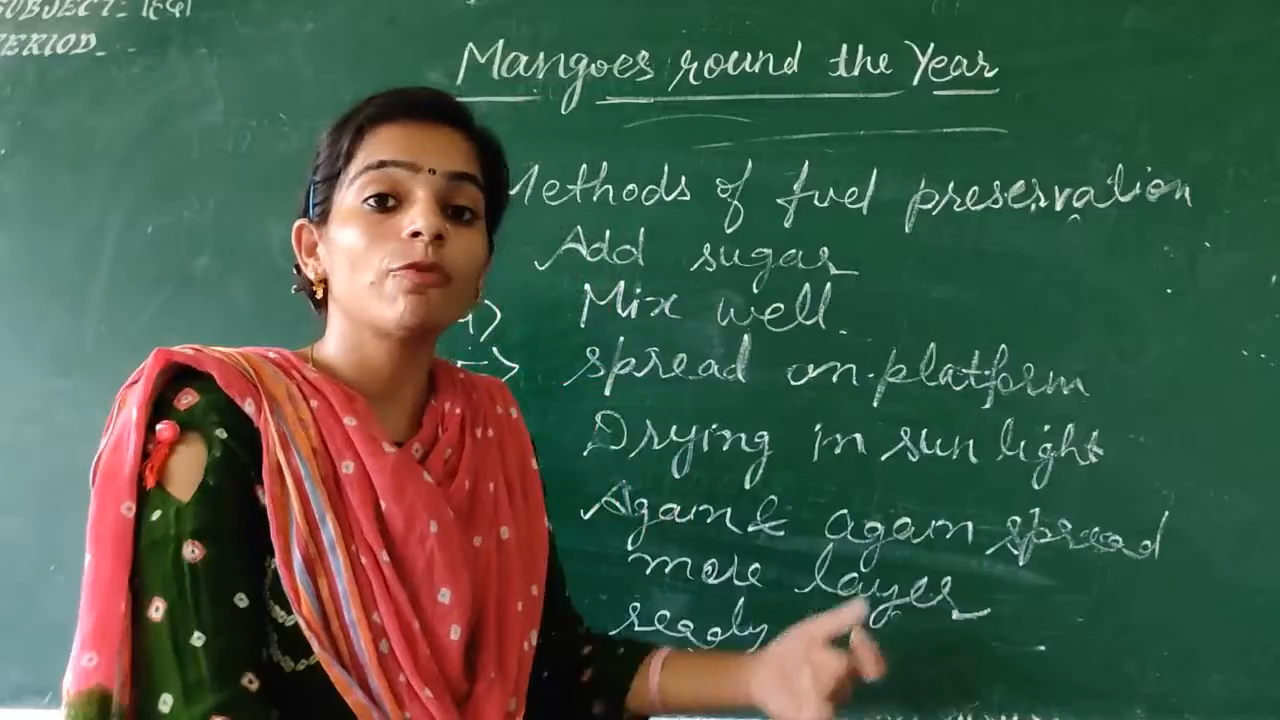 SUBJECT-
PERIOD-
Mangoes round the Year
Methods of fuel preservation
Add sugar
Mix well.
spread on platform
Drying in sun light
Again & again spread
more layer
ready